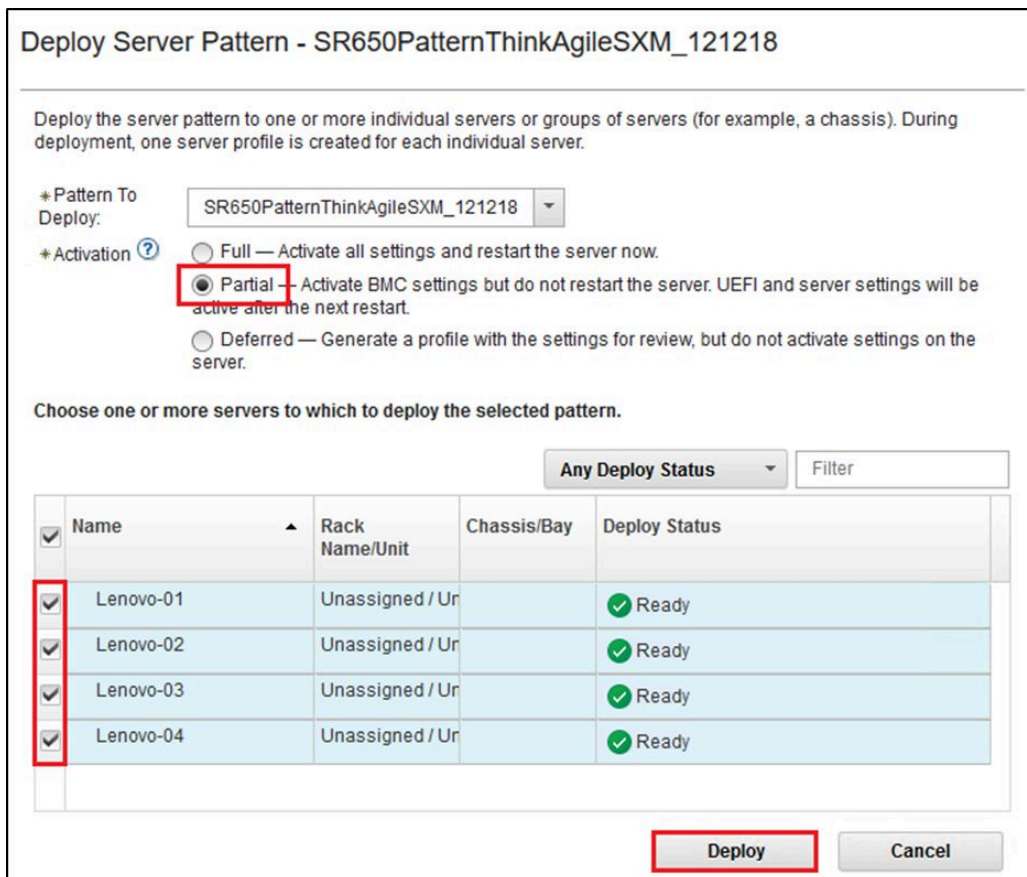 Deploy Server Pattern - SR650PatternThinkAgileSXM_121218
Deploy the server pattern to one or more individual servers or groups of servers (for example, a chassis). During
deployment, one server profile is created for each individual server.
*Pattern To
Deploy:
SR650PatternThinkAgileSXM_121218
*Activation ?
Full — Activate all settings and restart the server now.
Partial — Activate BMC settings but do not restart the server. UEFI and server settings will be
active after the next restart.
Deferred — Generate a profile with the settings for review, but do not activate settings on the
server.
Choose one or more servers to which to deploy the selected pattern.
Any Deploy Status Filter
Name Rack Name/Unit Chassis/Bay Deploy Status
Lenovo-01 Unassigned / Un Ready
Lenovo-02 Unassigned / Un Ready
Lenovo-03 Unassigned / Un Ready
Lenovo-04 Unassigned / Un Ready
Deploy Cancel